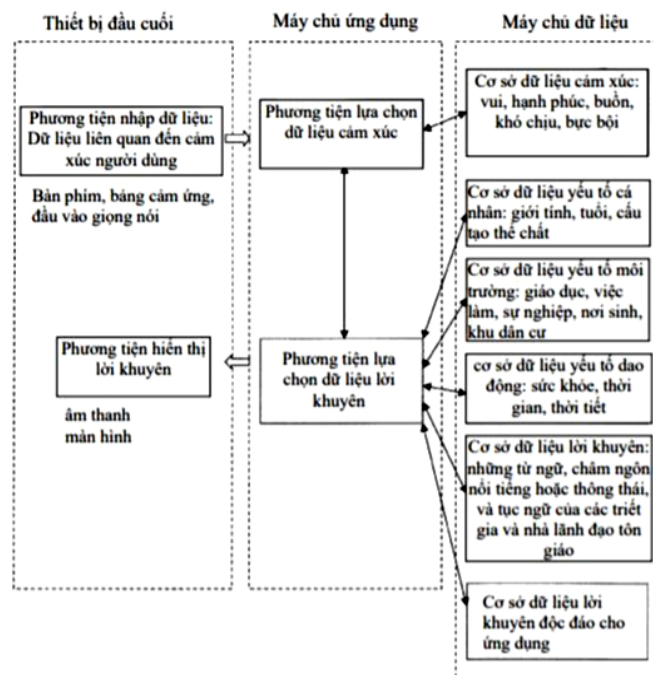 Thiết bị đầu cuối
Máy chủ ứng dụng
Máy chủ dữ liệu
Phương tiện nhập dữ liệu:
Dữ liệu liên quan đến cảm
xúc người dùng
Bàn phím, bảng cảm ứng,
đầu vào giọng nói
Phương tiện hiển thị
lời khuyên
âm thanh
màn hình
Phương tiện lựa chọn
dữ liệu cảm xúc
Phương tiện lựa
chọn dữ liệu lời
khuyên
Cơ sở dữ liệu cảm xúc:
vui, hạnh phúc, buồn,
khó chịu, bực bội
Cơ sở dữ liệu yếu tố cá
nhân: giới tính, tuổi, cấu
tạo thể chất
Cơ sở dữ liệu yếu tố môi
trường: giáo dục, việc
làm, sự nghiệp, nơi sinh,
khu dân cư
cơ sở dữ liệu yếu tố dao
động: sức khỏe, thời
gian, thời tiết
Cơ sở dữ liệu lời khuyên:
những từ ngữ, châm ngôn
nổi tiếng hoặc thông thái,
và tục ngữ của các triết
gia và nhà lãnh đạo tôn
giáo
Cơ sở dữ liệu lời
khuyên độc đáo cho
ứng dụng